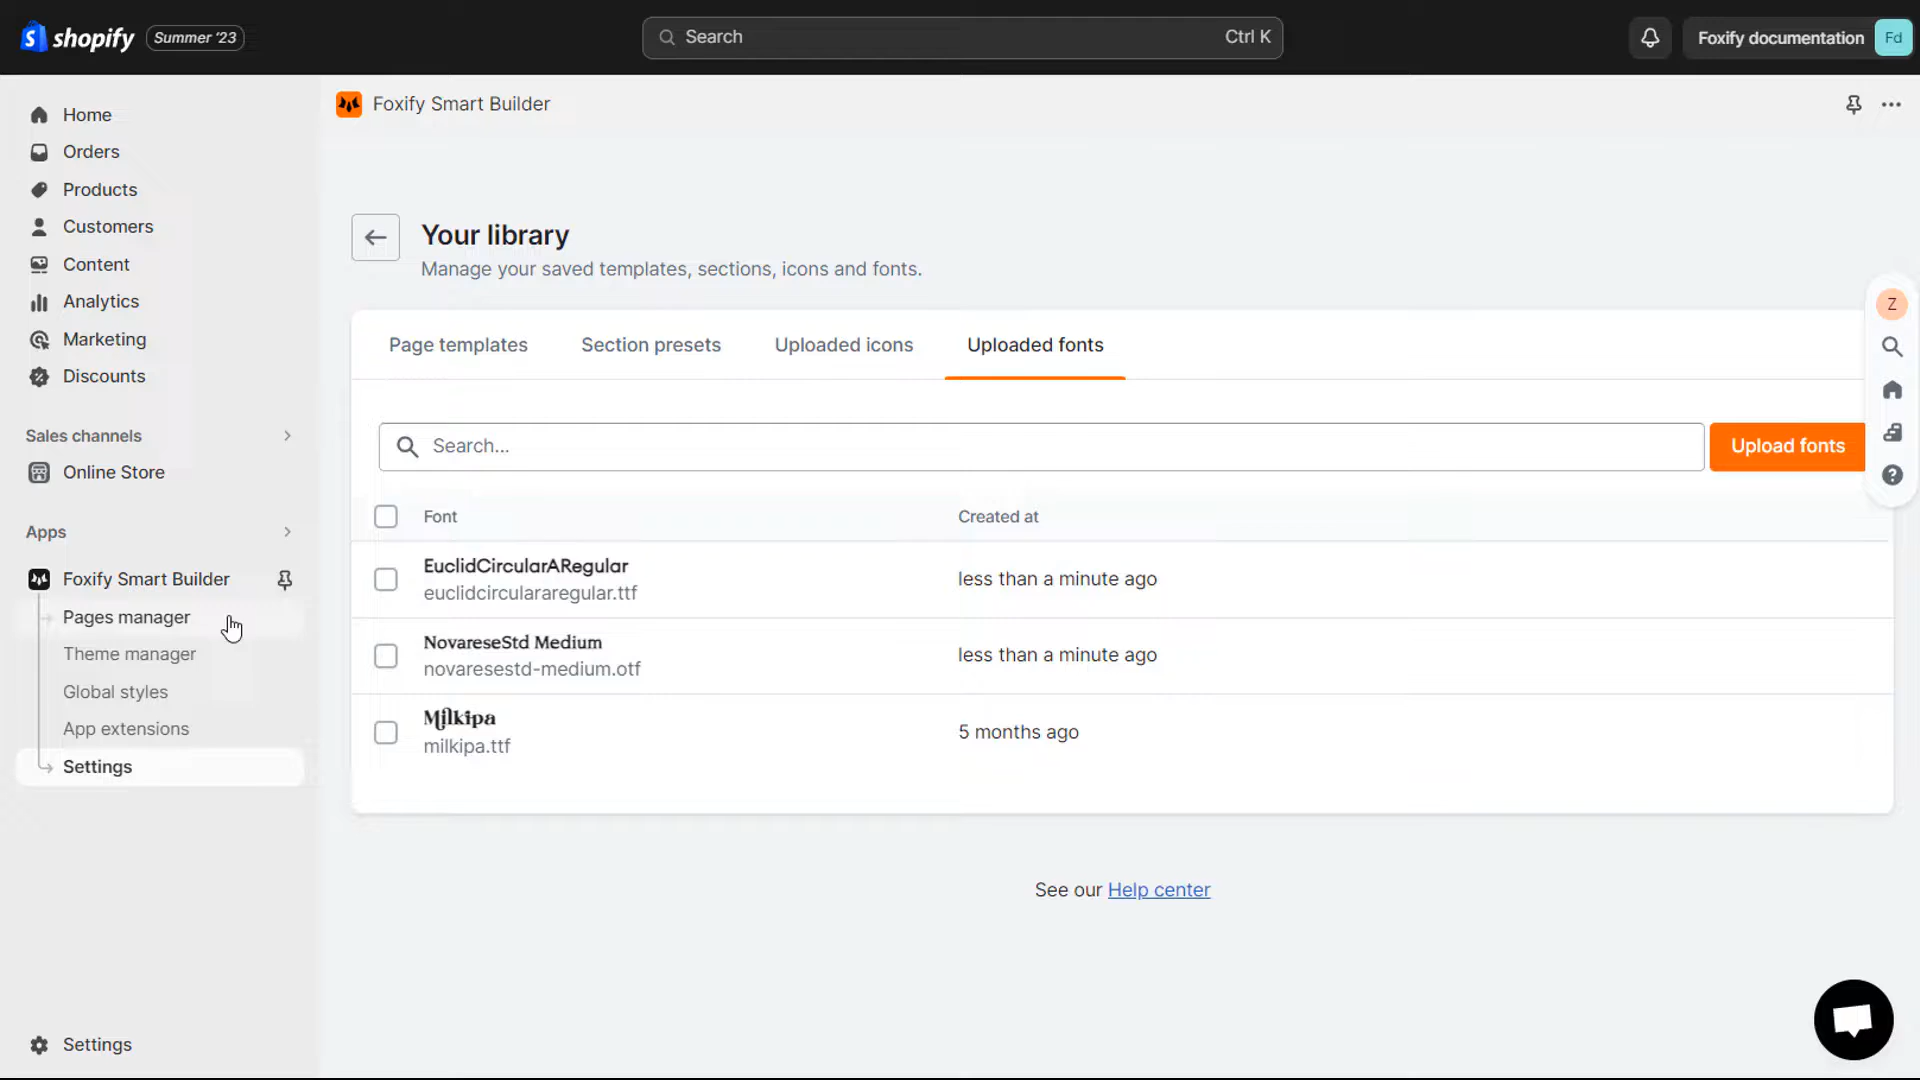 shopify Summer '23
Search Ctrl K
Foxify documentation Fd
Home
Orders
Products
Customers
Content
Analytics
Marketing
Discounts
Sales channels
Online Store
Apps
Foxify Smart Builder
Pages manager
Theme manager
Global styles
App extensions
Settings
Settings
Foxify Smart Builder
Your library
Manage your saved templates, sections, icons and fonts.
Page templates Section presets Uploaded icons Uploaded fonts
Search... Upload fonts
Font Created at
EuclidCircularARegular
euclidcirculararegular.ttf
less than a minute ago
NovareseStd Medium
novaresestd-medium.otf
less than a minute ago
Milkipa
milkipa.ttf
5 months ago
See our Help center
Z